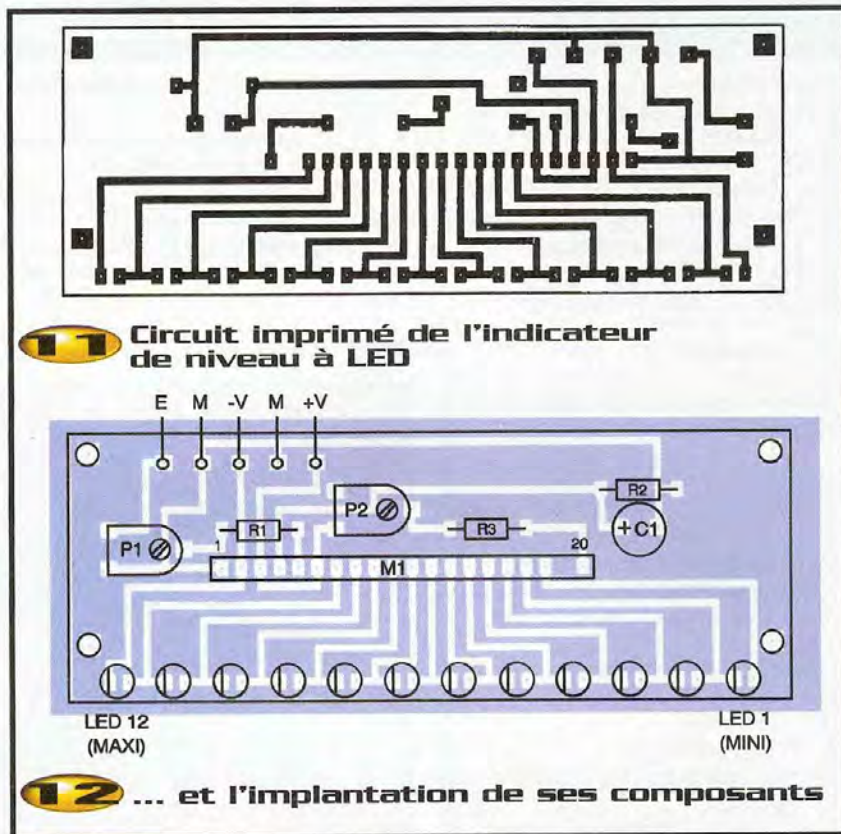 11 Circuit imprimé de l'indicateur
de niveau à LED
E M -V M +V
R2
P2
+ C1
R1
R3
P1
1
20
M1
LED 12
(MAXI)
LED 1
(MINI)
12 ... et l'implantation de ses composants